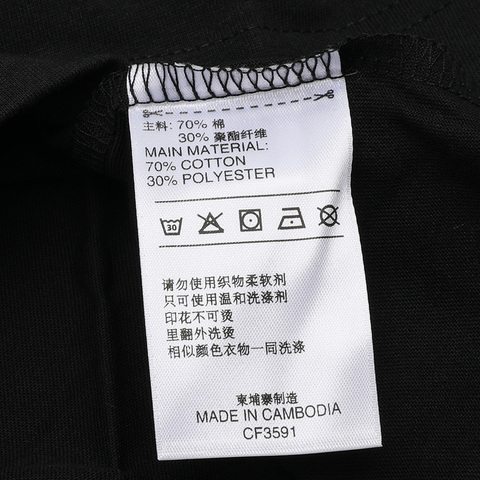 主料: 70% 棉
30% 聚酯纤维
MAIN MATERIAL:
70% COTTON
30% POLYESTER
30
请勿使用织物柔软剂
只可使用温和洗涤剂
印花不可烫
里翻外洗烫
相似颜色衣物一同洗涤
柬埔寨制造
MADE IN CAMBODIA
CF3591